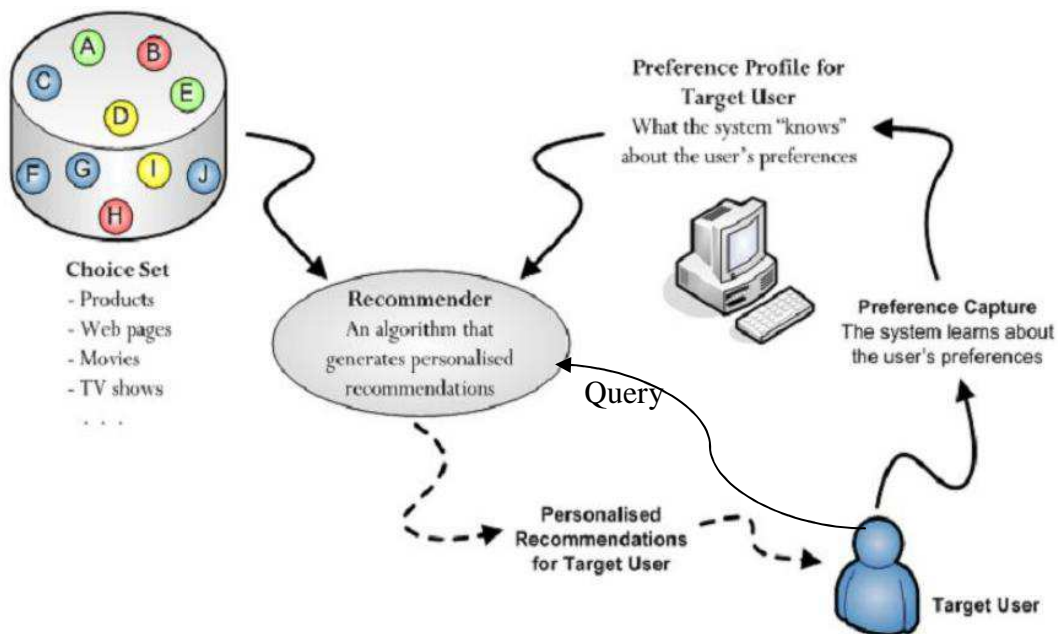 A
B
C
E
D
F
G
I
J
H
Choice Set
- Products
- Web pages
- Movies
- TV shows
. . .
Preference Profile for
Target User
What the system “knows”
about the user's preferences
Recommender
An algorithm that
generates personalised
recommendations
Preference Capture
The system learns about
the user's preferences
Query
Personalised
Recommendations
for Target User
Target User